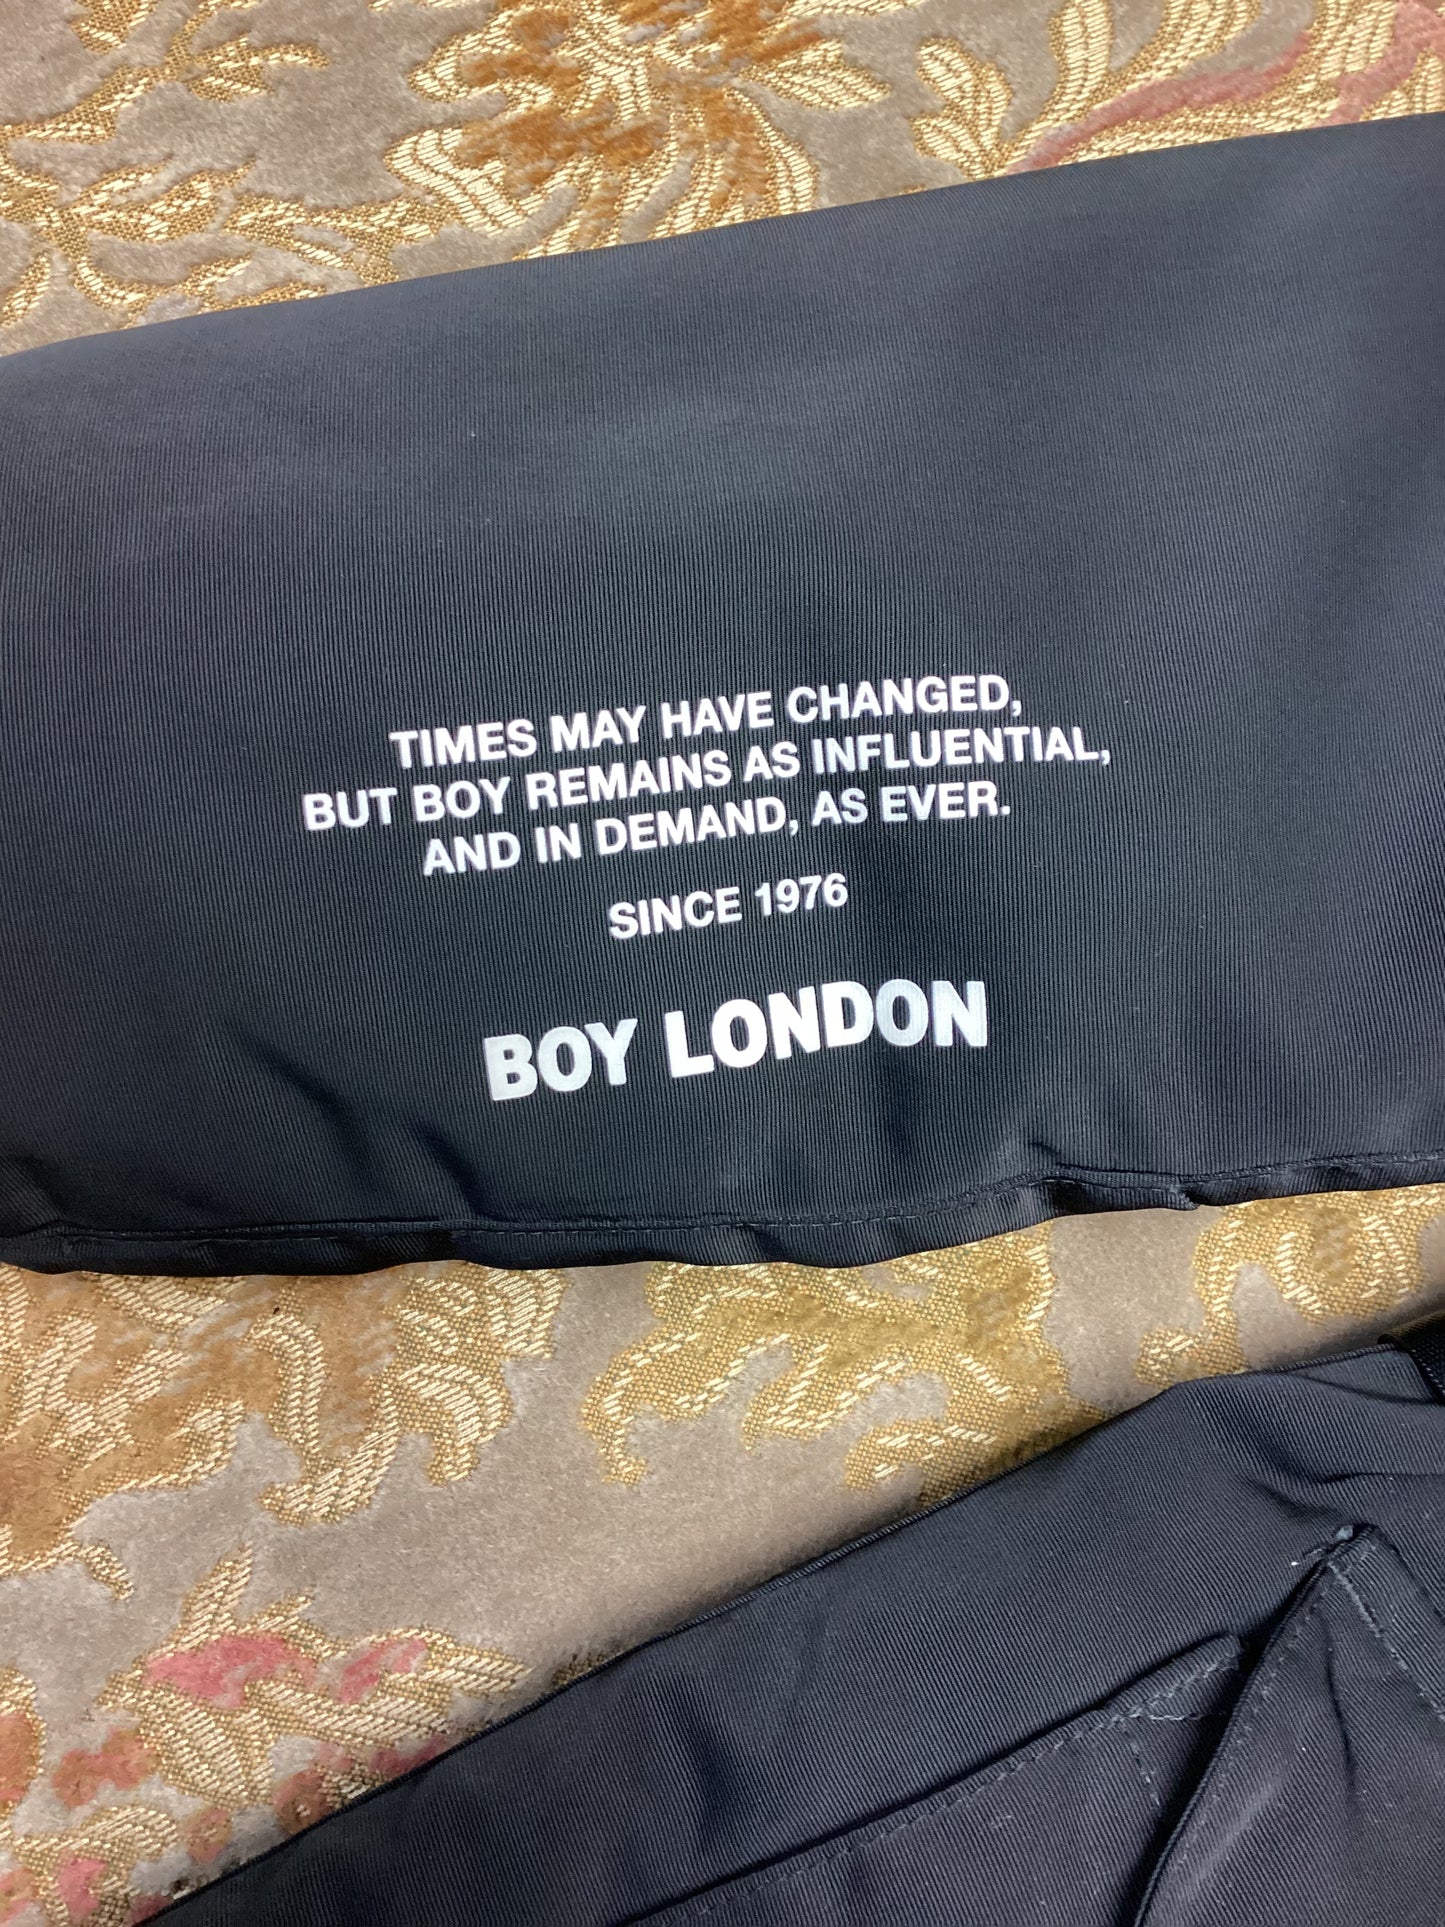 TIMES MAY HAVE CHANGED,
BUT BOY REMAINS AS INFLUENTIAL,
AND IN DEMAND, AS EVER.
SINCE 1976
BOY LONDON